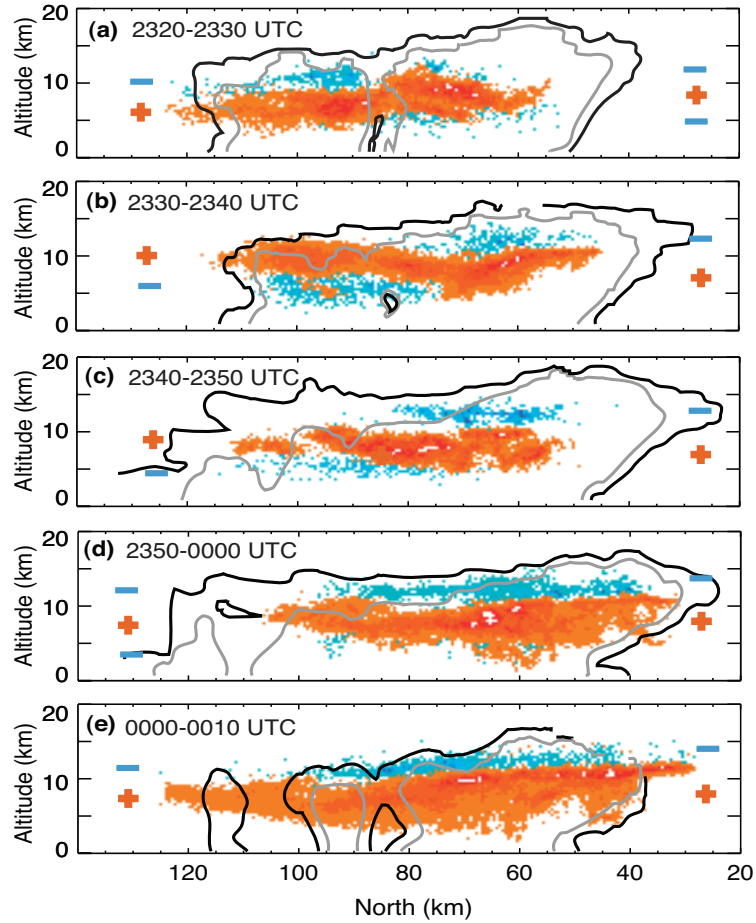 (a) 2320-2330 UTC
Altitude (km)
20
10
0
(b) 2330-2340 UTC
Altitude (km)
20
10
0
(c) 2340-2350 UTC
Altitude (km)
20
10
0
(d) 2350-0000 UTC
Altitude (km)
20
10
0
(e) 0000-0010 UTC
Altitude (km)
20
10
0
120 100 80 60 40 20
North (km)